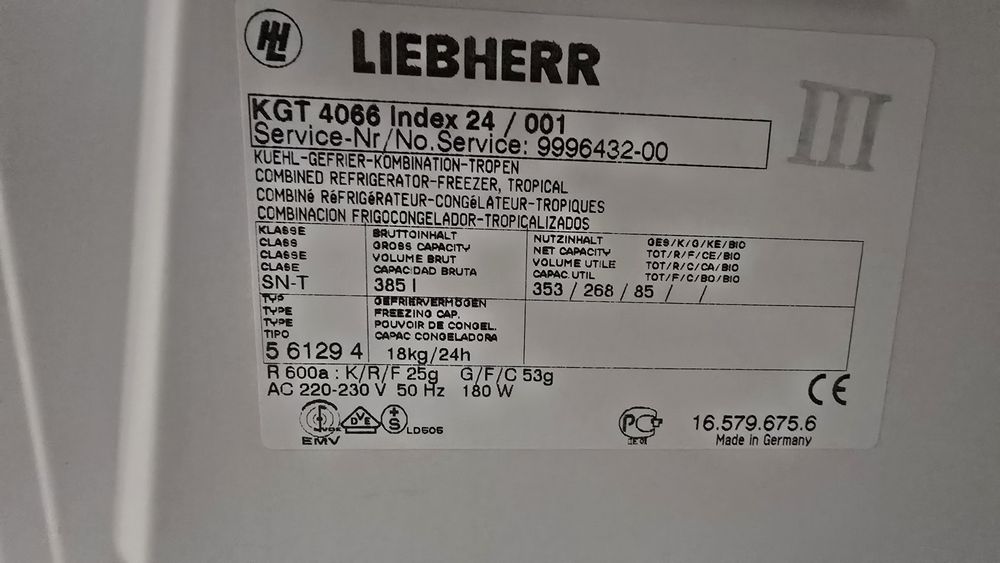 LIEBHERR
III
KGT 4066 Index 24 / 001
Service-Nr/No.Service: 9996432-00
KUEHL-GEFRIER-KOMBINATION-TROPEN
COMBINED REFRIGERATOR-FREEZER, TROPICAL
COMBINÉ RÉFRIGÉRATEUR-CONGÉLATEUR-TROPIQUES
COMBINACION FRIGOCONGELADOR-TROPICALIZADOS
KLASSE BRUTTOINHALT NUTZINHALT GES/K/G/KE/BIO
CLASS GROSS CAPACITY NET CAPACITY TOT/R/F/CE/BIO
CLASSE VOLUME BRUT VOLUME UTILE TOT/R/C/CA/BIO
CLASE CAPACIDAD BRUTA CAPAC.UTIL TOT/F/C/BO/BIO
SN-T 385 l 353 / 268 / 85 / /
TYP GEFRIERVERMÖGEN
TYPE FREEZING CAP.
TYPE POUVOIR DE CONGEL.
TIPO CAPAC CONGELADORA
5 6129 4 18kg/24h
R 600a : K/R/F 25g G/F/C 53g
AC 220-230 V 50 Hz 180 W
CE
VDE
EMV
DVE
+S
LD505
PC
16.579.675.6
Made in Germany